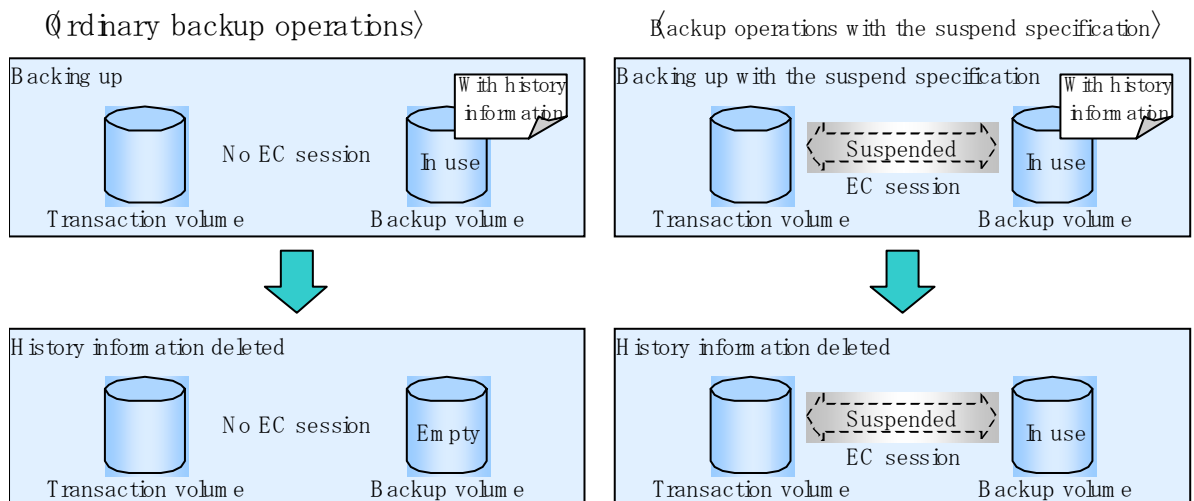 〈Ordinary backup operations〉
Backing up
With history
information
No EC session
In use
Transaction volume
Backup volume
History information deleted
No EC session
Empty
Transaction volume
Backup volume
〈Backup operations with the suspend specification〉
Backing up with the suspend specification
With history
information
Suspended
In use
EC session
Transaction volume
Backup volume
History information deleted
Suspended
In use
EC session
Transaction volume
Backup volume